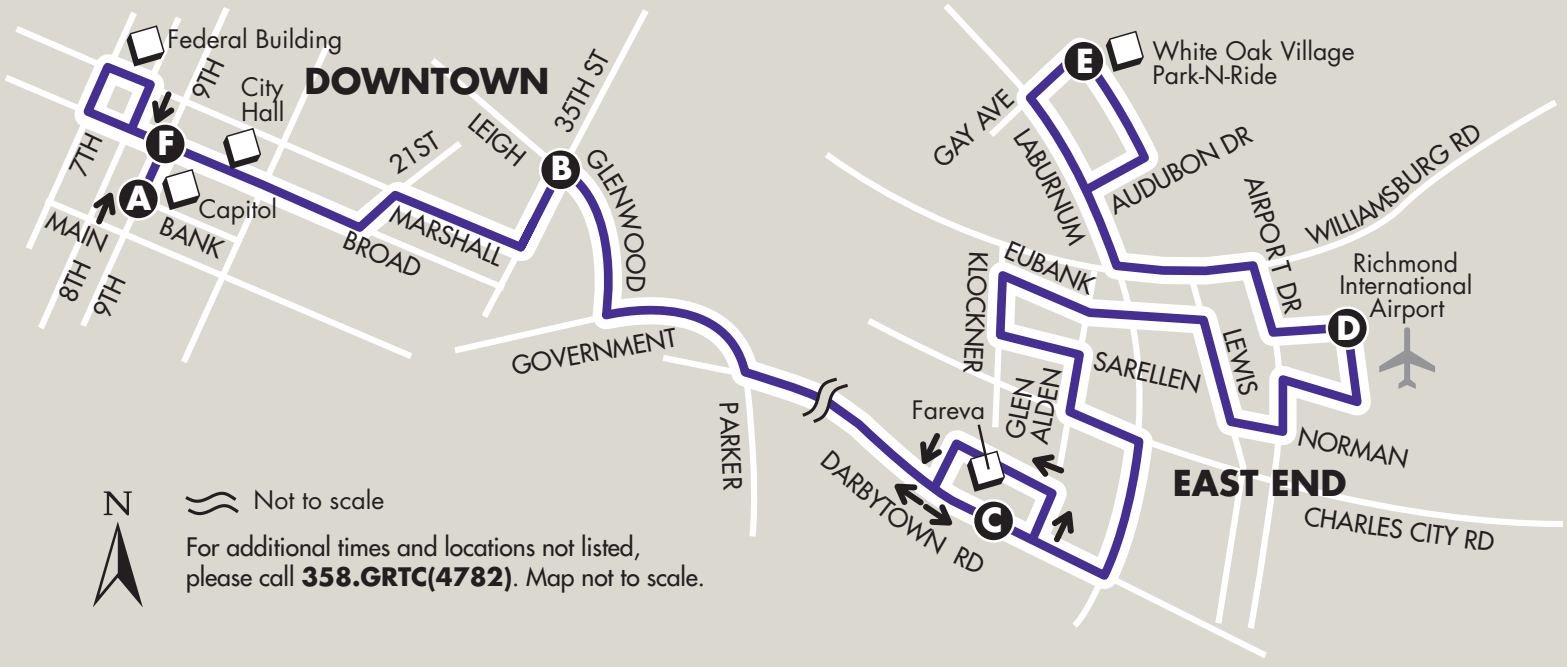 Federal Building
9TH
City
Hall
DOWNTOWN
35TH ST
LEIGH
21ST
7TH
F
B
GLENWOOD
A
Capitol
MAIN
BANK
MARSHALL
BROAD
8TH
9TH
GOVERNMENT
PARKER
E
White Oak Village
Park-N-Ride
GAY AVE
LABURNUM
AUDUBON DR
AIRPORT DR
WILLIAMSBURG RD
KLOCKNER
EUBANK
Richmond
International
Airport
D
LEWIS
SARELLEN
GLEN
ALDEN
Fareva
NORMAN
EAST END
CHARLES CITY RD
C
DARBYTOWN RD
N
Not to scale
For additional times and locations not listed,
please call 358.GRTC(4782). Map not to scale.